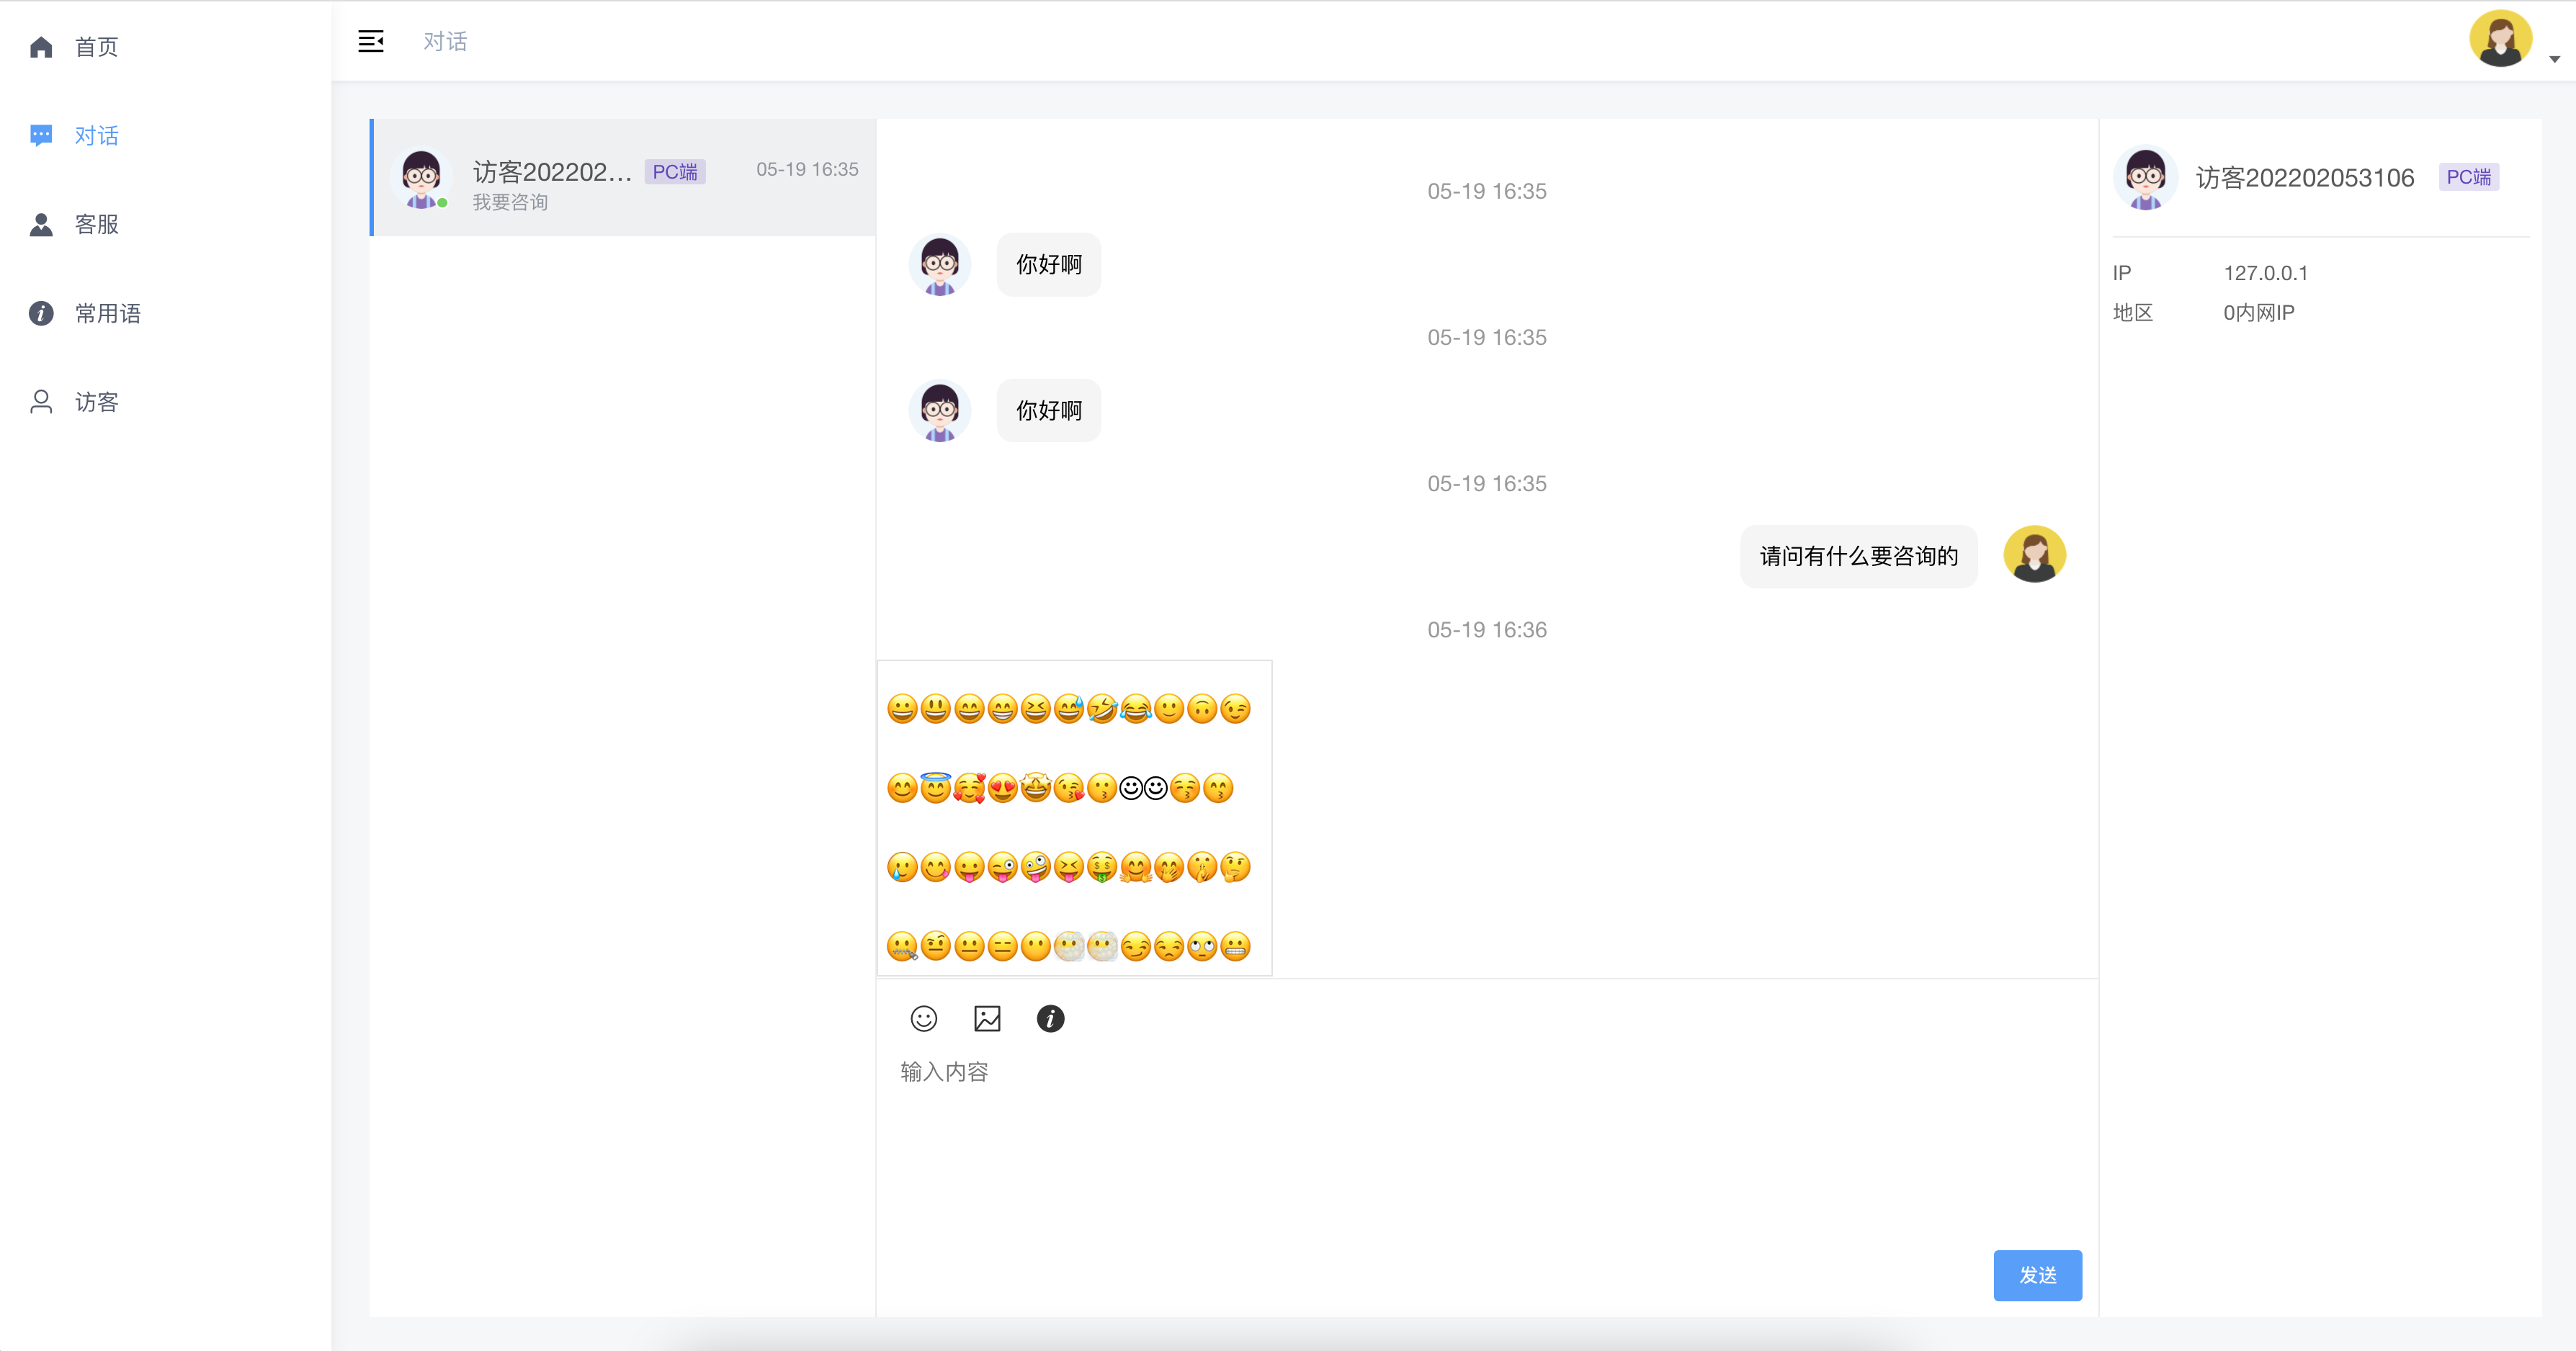 首页
对话
客服
常用语
访客
对话
访客202202... PC端 05-19 16:35
我要咨询
05-19 16:35
你好啊
05-19 16:35
你好啊
05-19 16:35
请问有什么要咨询的
05-19 16:36
输入内容
发送
访客202202053106 PC端
IP 127.0.0.1
地区 0内网IP